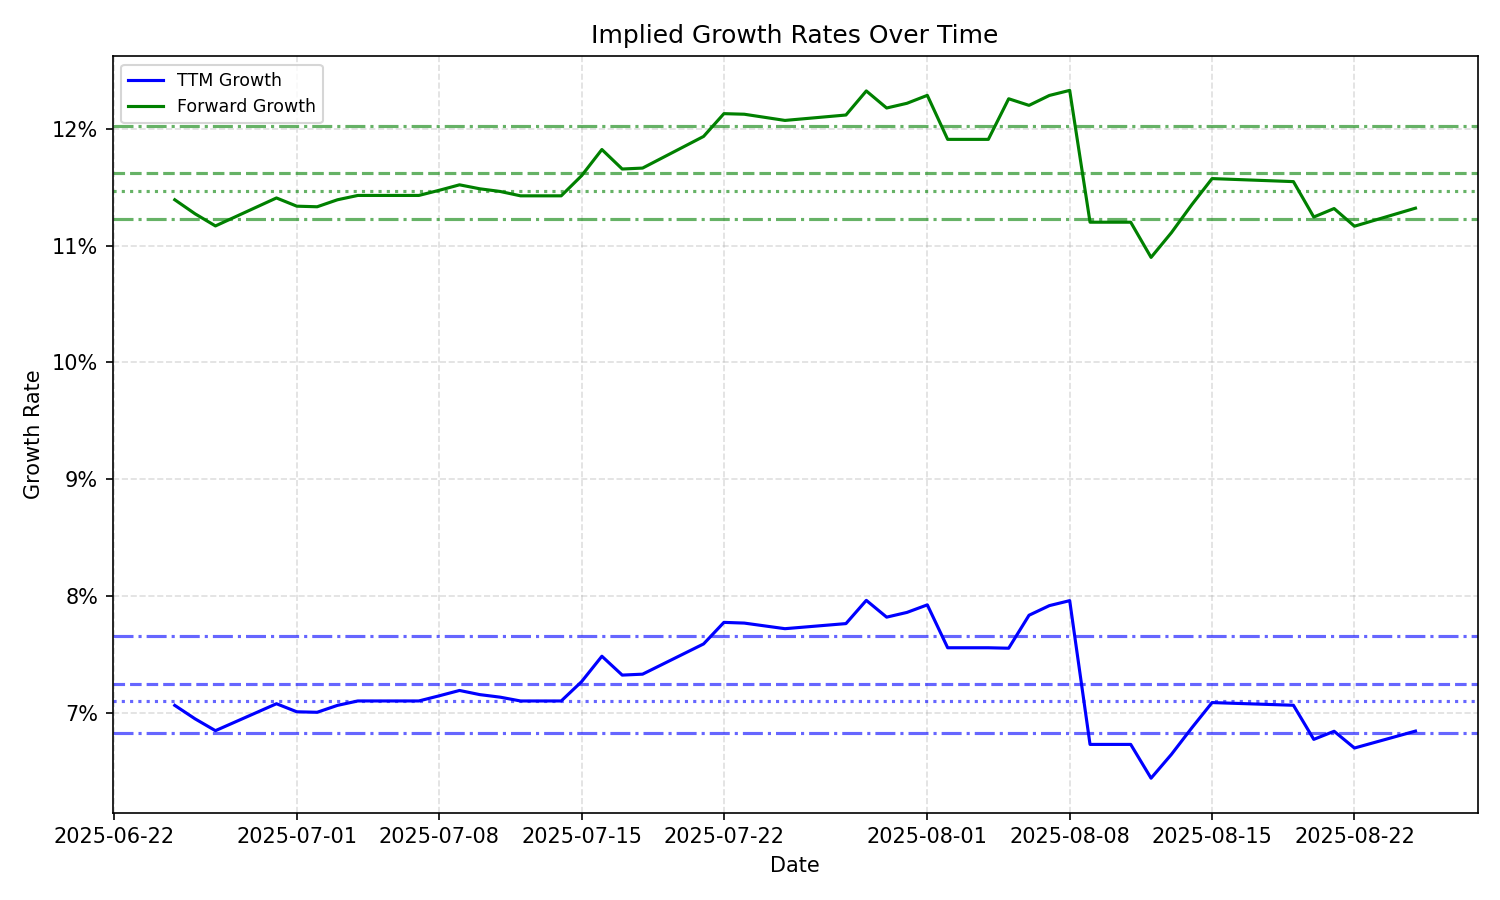 Implied Growth Rates Over Time
TTM Growth
Forward Growth
12%
11%
10%
9%
8%
7%
Growth Rate
2025-06-22 2025-07-01 2025-07-08 2025-07-15 2025-07-22 2025-08-01 2025-08-08 2025-08-15 2025-08-22
Date